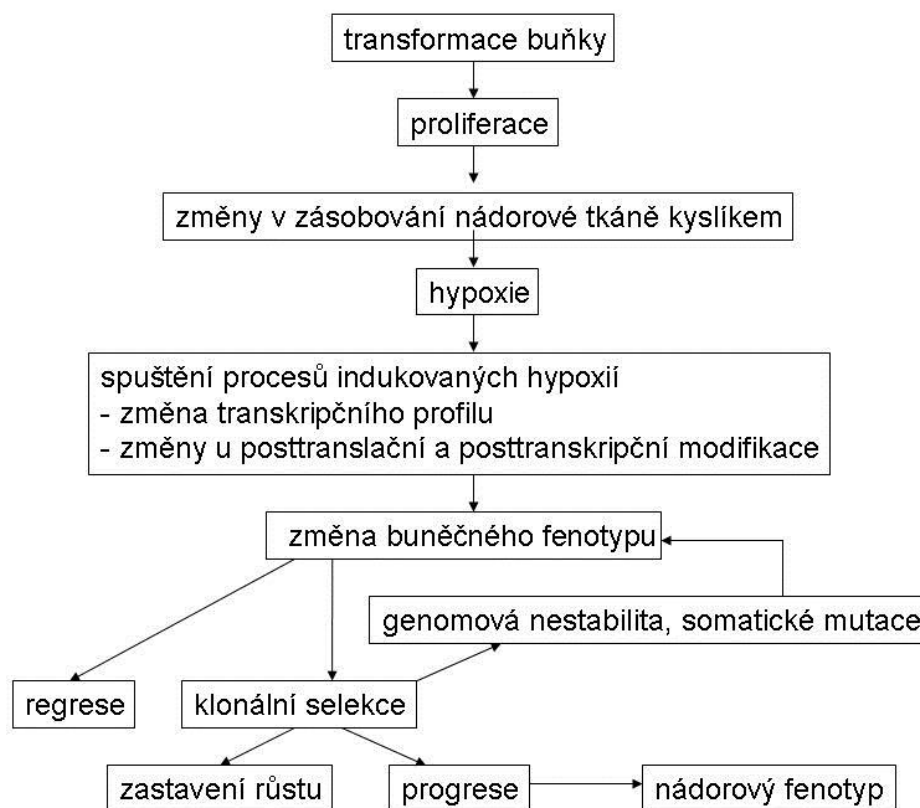 transformace buňky
proliferace
změny v zásobování nádorové tkáně kyslíkem
hypoxie
spuštění procesů indukovaných hypoxií
- změna transkripčního profilu
- změny u posttranslační a posttranskripční modifikace
změna buněčného fenotypu
genomová nestabilita, somatické mutace
regrese
klonální selekce
zastavení růstu
progrese
nádorový fenotyp